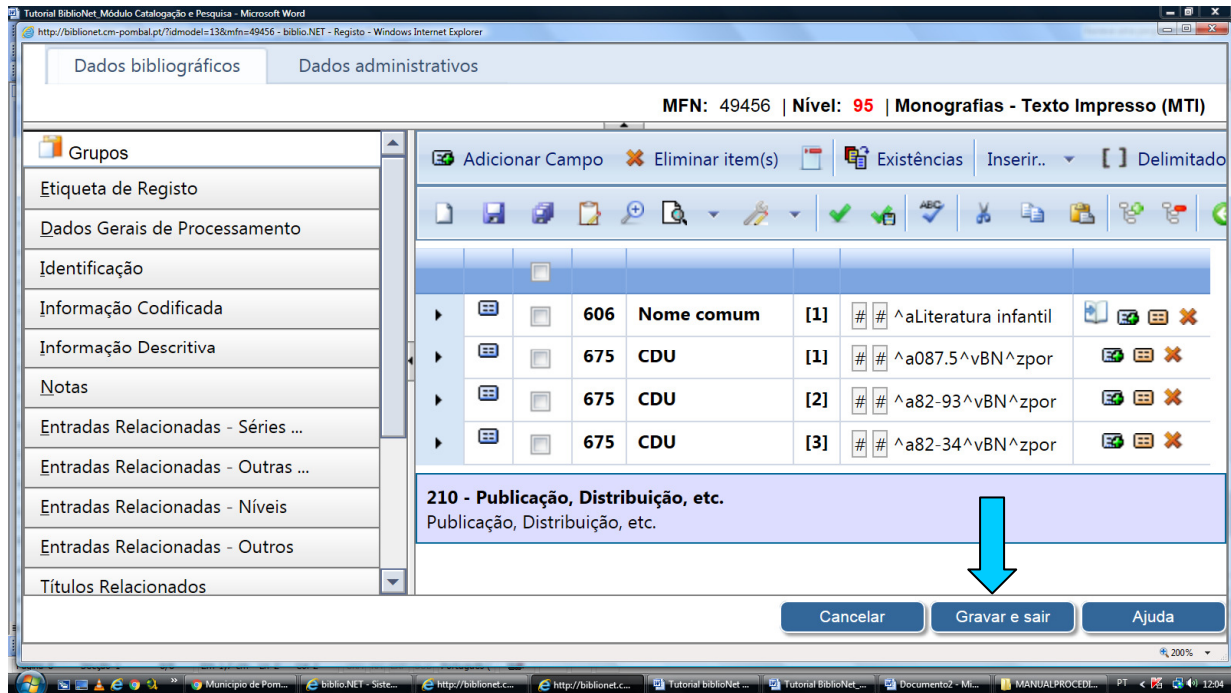 Tutorial BiblioNet_Módulo Catalogação e Pesquisa - Microsoft Word
http://biblionet.cm-pombal.pt/?idmodel=13&mfn=49456 - biblio.NET - Registo - Windows Internet Explorer
Dados bibliográficos Dados administrativos
MFN: 49456 | Nível: 95 | Monografias - Texto Impresso (MTI)
Grupos
Etiqueta de Registo
Dados Gerais de Processamento
Identificação
Informação Codificada
Informação Descritiva
Notas
Entradas Relacionadas - Séries ...
Entradas Relacionadas - Outras ...
Entradas Relacionadas - Níveis
Entradas Relacionadas - Outros
Títulos Relacionados
Adicionar Campo Eliminar item(s) Existências Inserir.. [ ] Delimitado
ABC
606 Nome comum [1] # # ^aLiteratura infantil
675 CDU [1] # # ^a087.5^vBN^zpor
675 CDU [2] # # ^a82-93^vBN^zpor
675 CDU [3] # # ^a82-34^vBN^zpor
210 - Publicação, Distribuição, etc.
Publicação, Distribuição, etc.
Cancelar Gravar e sair Ajuda
200%
Municipio de Pom... biblio.NET - Siste... http://biblionet.c... http://biblionet.c... Tutorial biblioNet ... Tutorial BiblioNet_... Documento2 - Mi... MANUALPROCEDI... PT 12:04